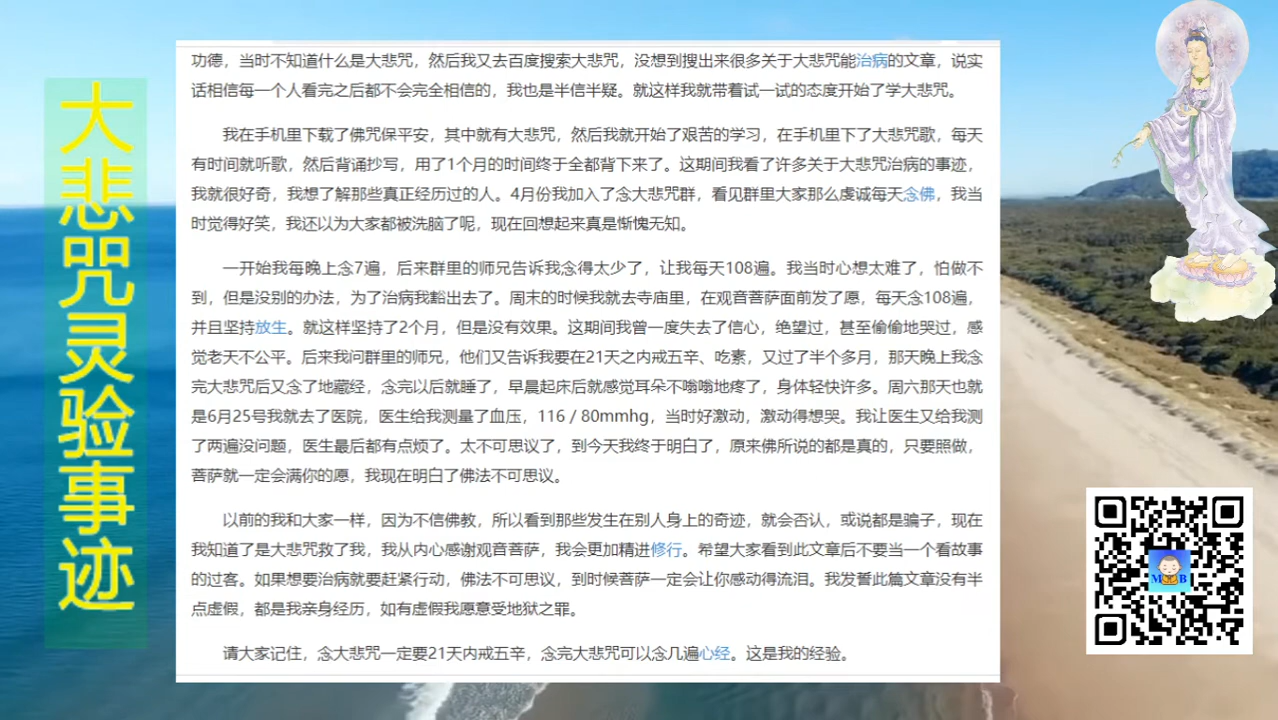 大悲咒灵验事迹
功德，当时不知道什么是大悲咒，然后我又去百度搜索大悲咒，没想到搜出来很多关于大悲咒能治病的文章，说实
话相信每一个人看完之后都不会完全相信的，我也是半信半疑。就这样我就带着试一试的态度开始了学大悲咒。
我在手机里下载了佛咒保平安，其中就有大悲咒，然后我就开始了艰苦的学习，在手机里下了大悲咒歌，每天
有时间就听歌，然后背诵抄写，用了1个月的时间终于全都背下来了。这期间我看了许多关于大悲咒治病的事迹，
我就很好奇，我想了解那些真正经历过的人。4月份我加入了念大悲咒群，看见群里大家那么虔诚每天念佛，我当
时觉得好笑，我还以为大家都被洗脑了呢，现在回想起来真是惭愧无知。
一开始我每晚上念7遍，后来群里的师兄告诉我念得太少了，让我每天108遍。我当时心想太难了，怕做不
到，但是没别的办法，为了治病我豁出去了。周末的时候我就去寺庙里，在观音菩萨面前发了愿，每天念108遍，
并且坚持放生。就这样坚持了2个月，但是没有效果。这期间我曾一度失去了信心，绝望过，甚至偷偷地哭过，感
觉老天不公平。后来我问群里的师兄，他们又告诉我要在21天之内戒五辛、吃素，又过了半个多月，那天晚上我念
完大悲咒后又念了地藏经，念完以后就睡了，早晨起床后就感觉耳朵不嗡嗡地疼了，身体轻快许多。周六那天也就
是6月25号我就去了医院，医生给我测量了血压，116／80mmhg，当时好激动，激动得想哭。我让医生又给我测
了两遍没问题，医生最后都有点烦了。太不可思议了，到今天我终于明白了，原来佛所说的都是真的，只要照做，
菩萨就一定会满你的愿，我现在明白了佛法不可思议。
以前的我和大家一样，因为不信佛教，所以看到那些发生在别人身上的奇迹，就会否认，或说都是骗子，现在
我知道了是大悲咒救了我，我从内心感谢观音菩萨，我会更加精进修行。希望大家看到此文章后不要当一个看故事
的过客。如果想要治病就要赶紧行动，佛法不可思议，到时候菩萨一定会让你感动得流泪。我发誓此篇文章没有半
点虚假，都是我亲身经历，如有虚假我愿意受地狱之罪。
请大家记住，念大悲咒一定要21天内戒五辛，念完大悲咒可以念几遍心经。这是我的经验。
M B